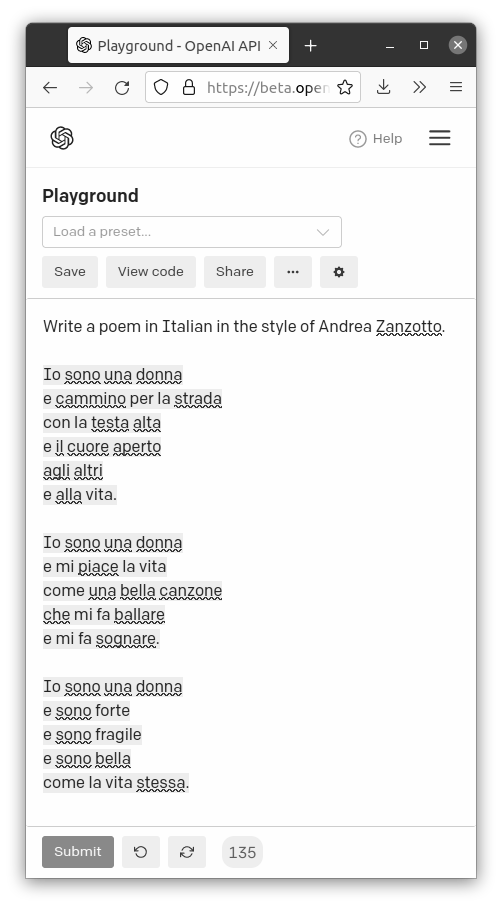 Playground - OpenAI API
https://beta.open
Help
Playground
Load a preset...
Save View code Share ...
Write a poem in Italian in the style of Andrea Zanzotto.
Io sono una donna
e cammino per la strada
con la testa alta
e il cuore aperto
agli altri
e alla vita.
Io sono una donna
e mi piace la vita
come una bella canzone
che mi fa ballare
e mi fa sognare.
Io sono una donna
e sono forte
e sono fragile
e sono bella
come la vita stessa.
Submit 135